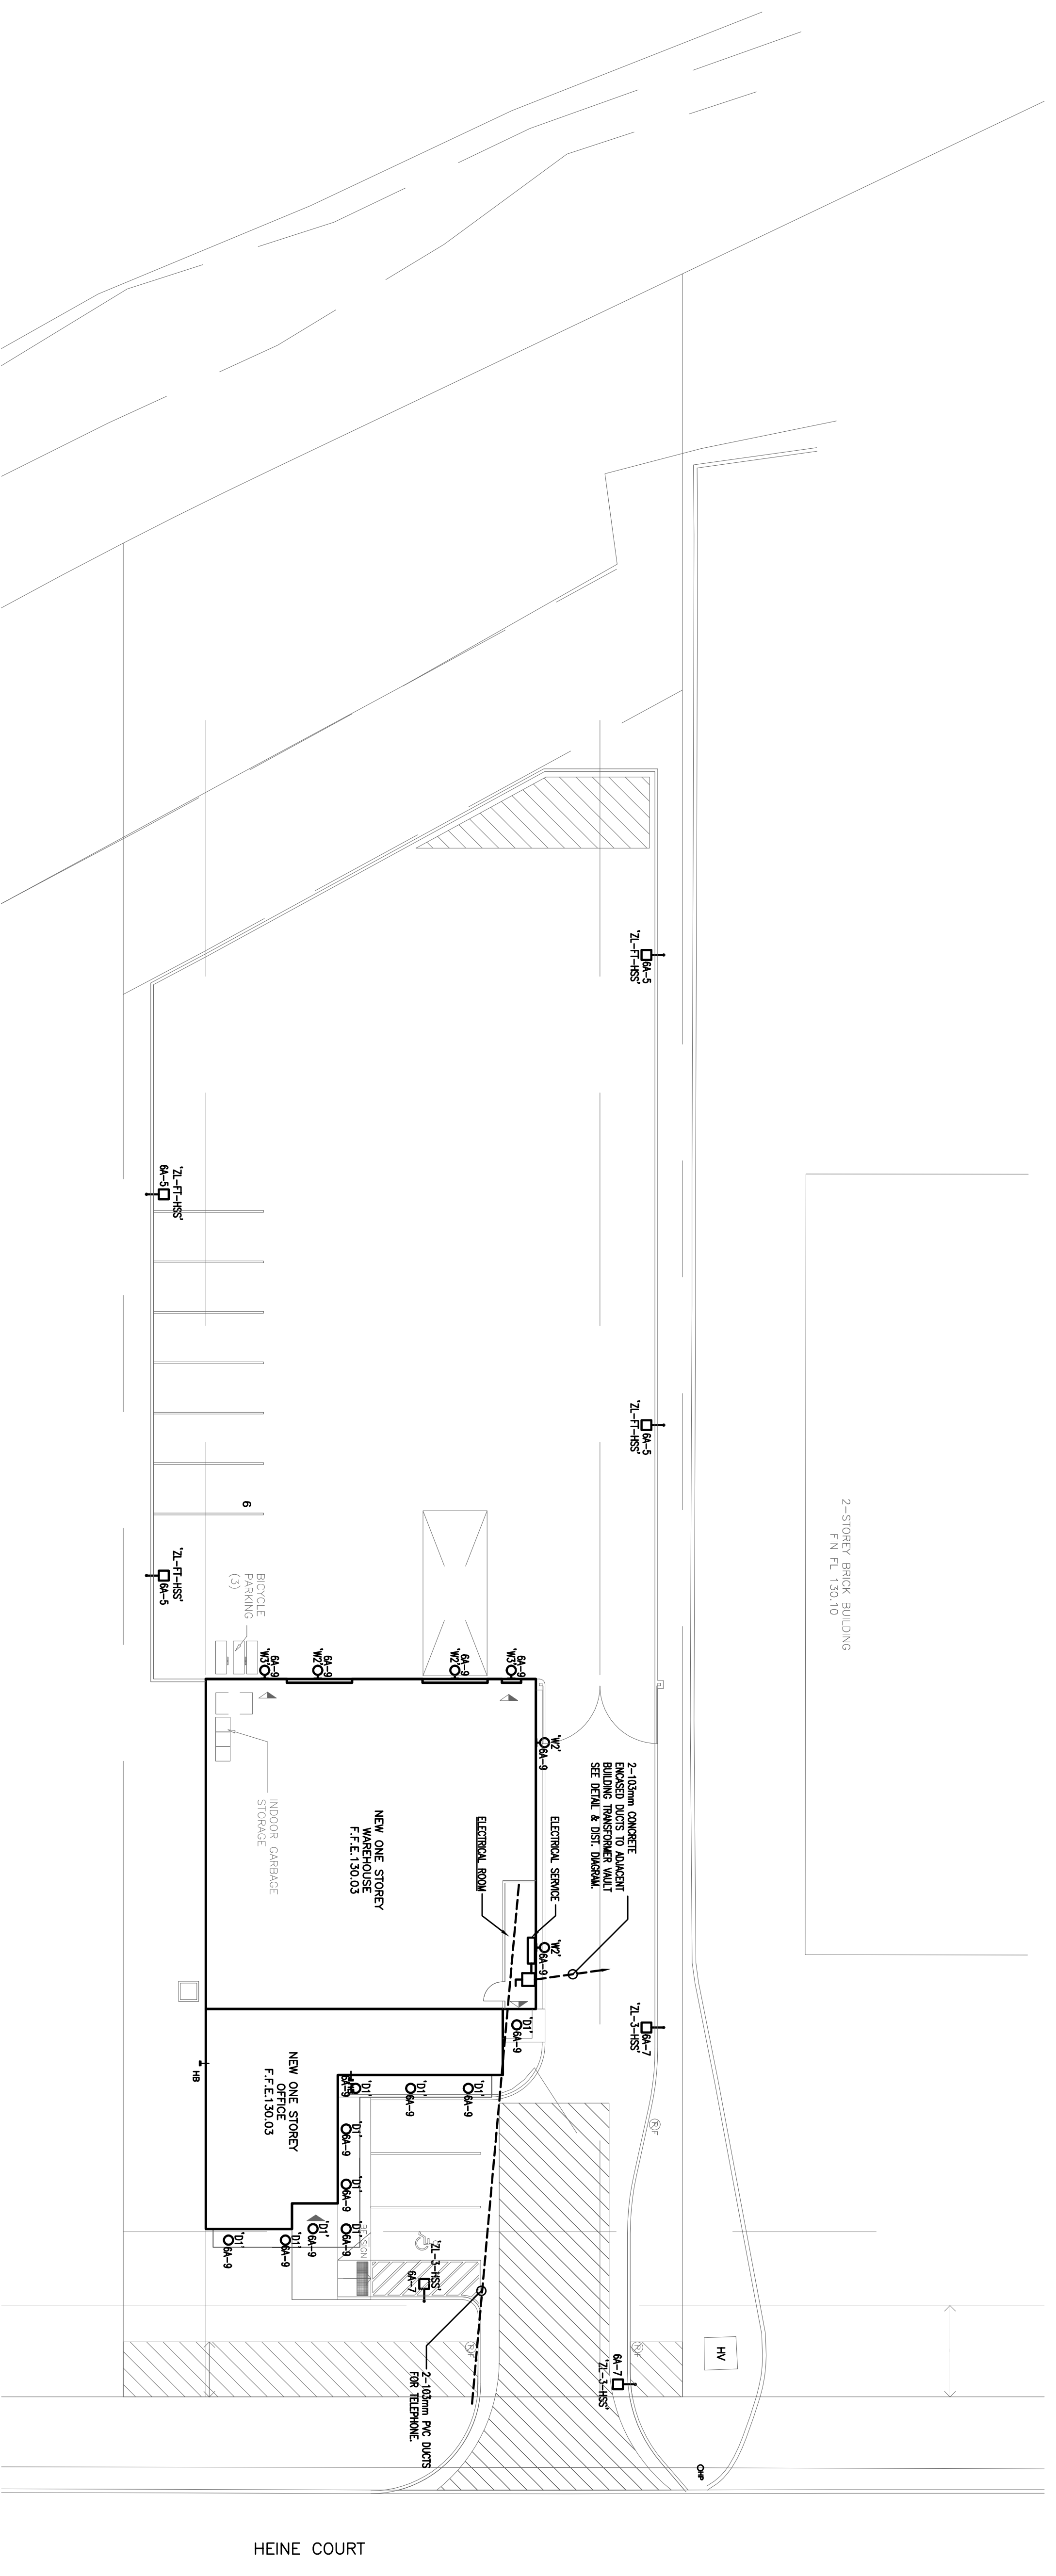 'ZL-FT-HSS'
6A-5
'ZL-FT-HSS'
6A-5
'ZL-FT-HSS'
6A-5
2-STOREY BRICK BUILDING
FIN FL 130.10
6
'ZL-FT-HSS'
6A-5
BICYCLE
PARKING
(3)
6A-9
'W3'
6A-9
'W2'
6A-9
'W2'
6A-9
'W3'
'W2'
6A-9
2-103mm CONCRETE
ENCASED DUCTS TO ADJACENT
BUILDING TRANSFORMER VAULT
SEE DETAIL & DIST. DIAGRAM.
ELECTRICAL SERVICE
ELECTRICAL ROOM
INDOOR GARBAGE
STORAGE
NEW ONE STOREY
WAREHOUSE
F.F.E.130.03
'W2'
6A-9
'D1'
6A-9
'ZL-3-HSS'
6A-7
HB
NEW ONE STOREY
OFFICE
F.F.E.130.03
'D1'
6A-9
'D1'
6A-9
'D1'
6A-9
'D1'
6A-9
'D1'
6A-9
'D1'
6A-9
'D1'
6A-9
'D1'
6A-9
'D1'
6A-9
SIGN
'ZL-3-HSS'
6A-7
6A-7
'ZL-3-HSS'
HV
2-103mm PVC DUCTS
FOR TELEPHONE.
HP
HEINE COURT